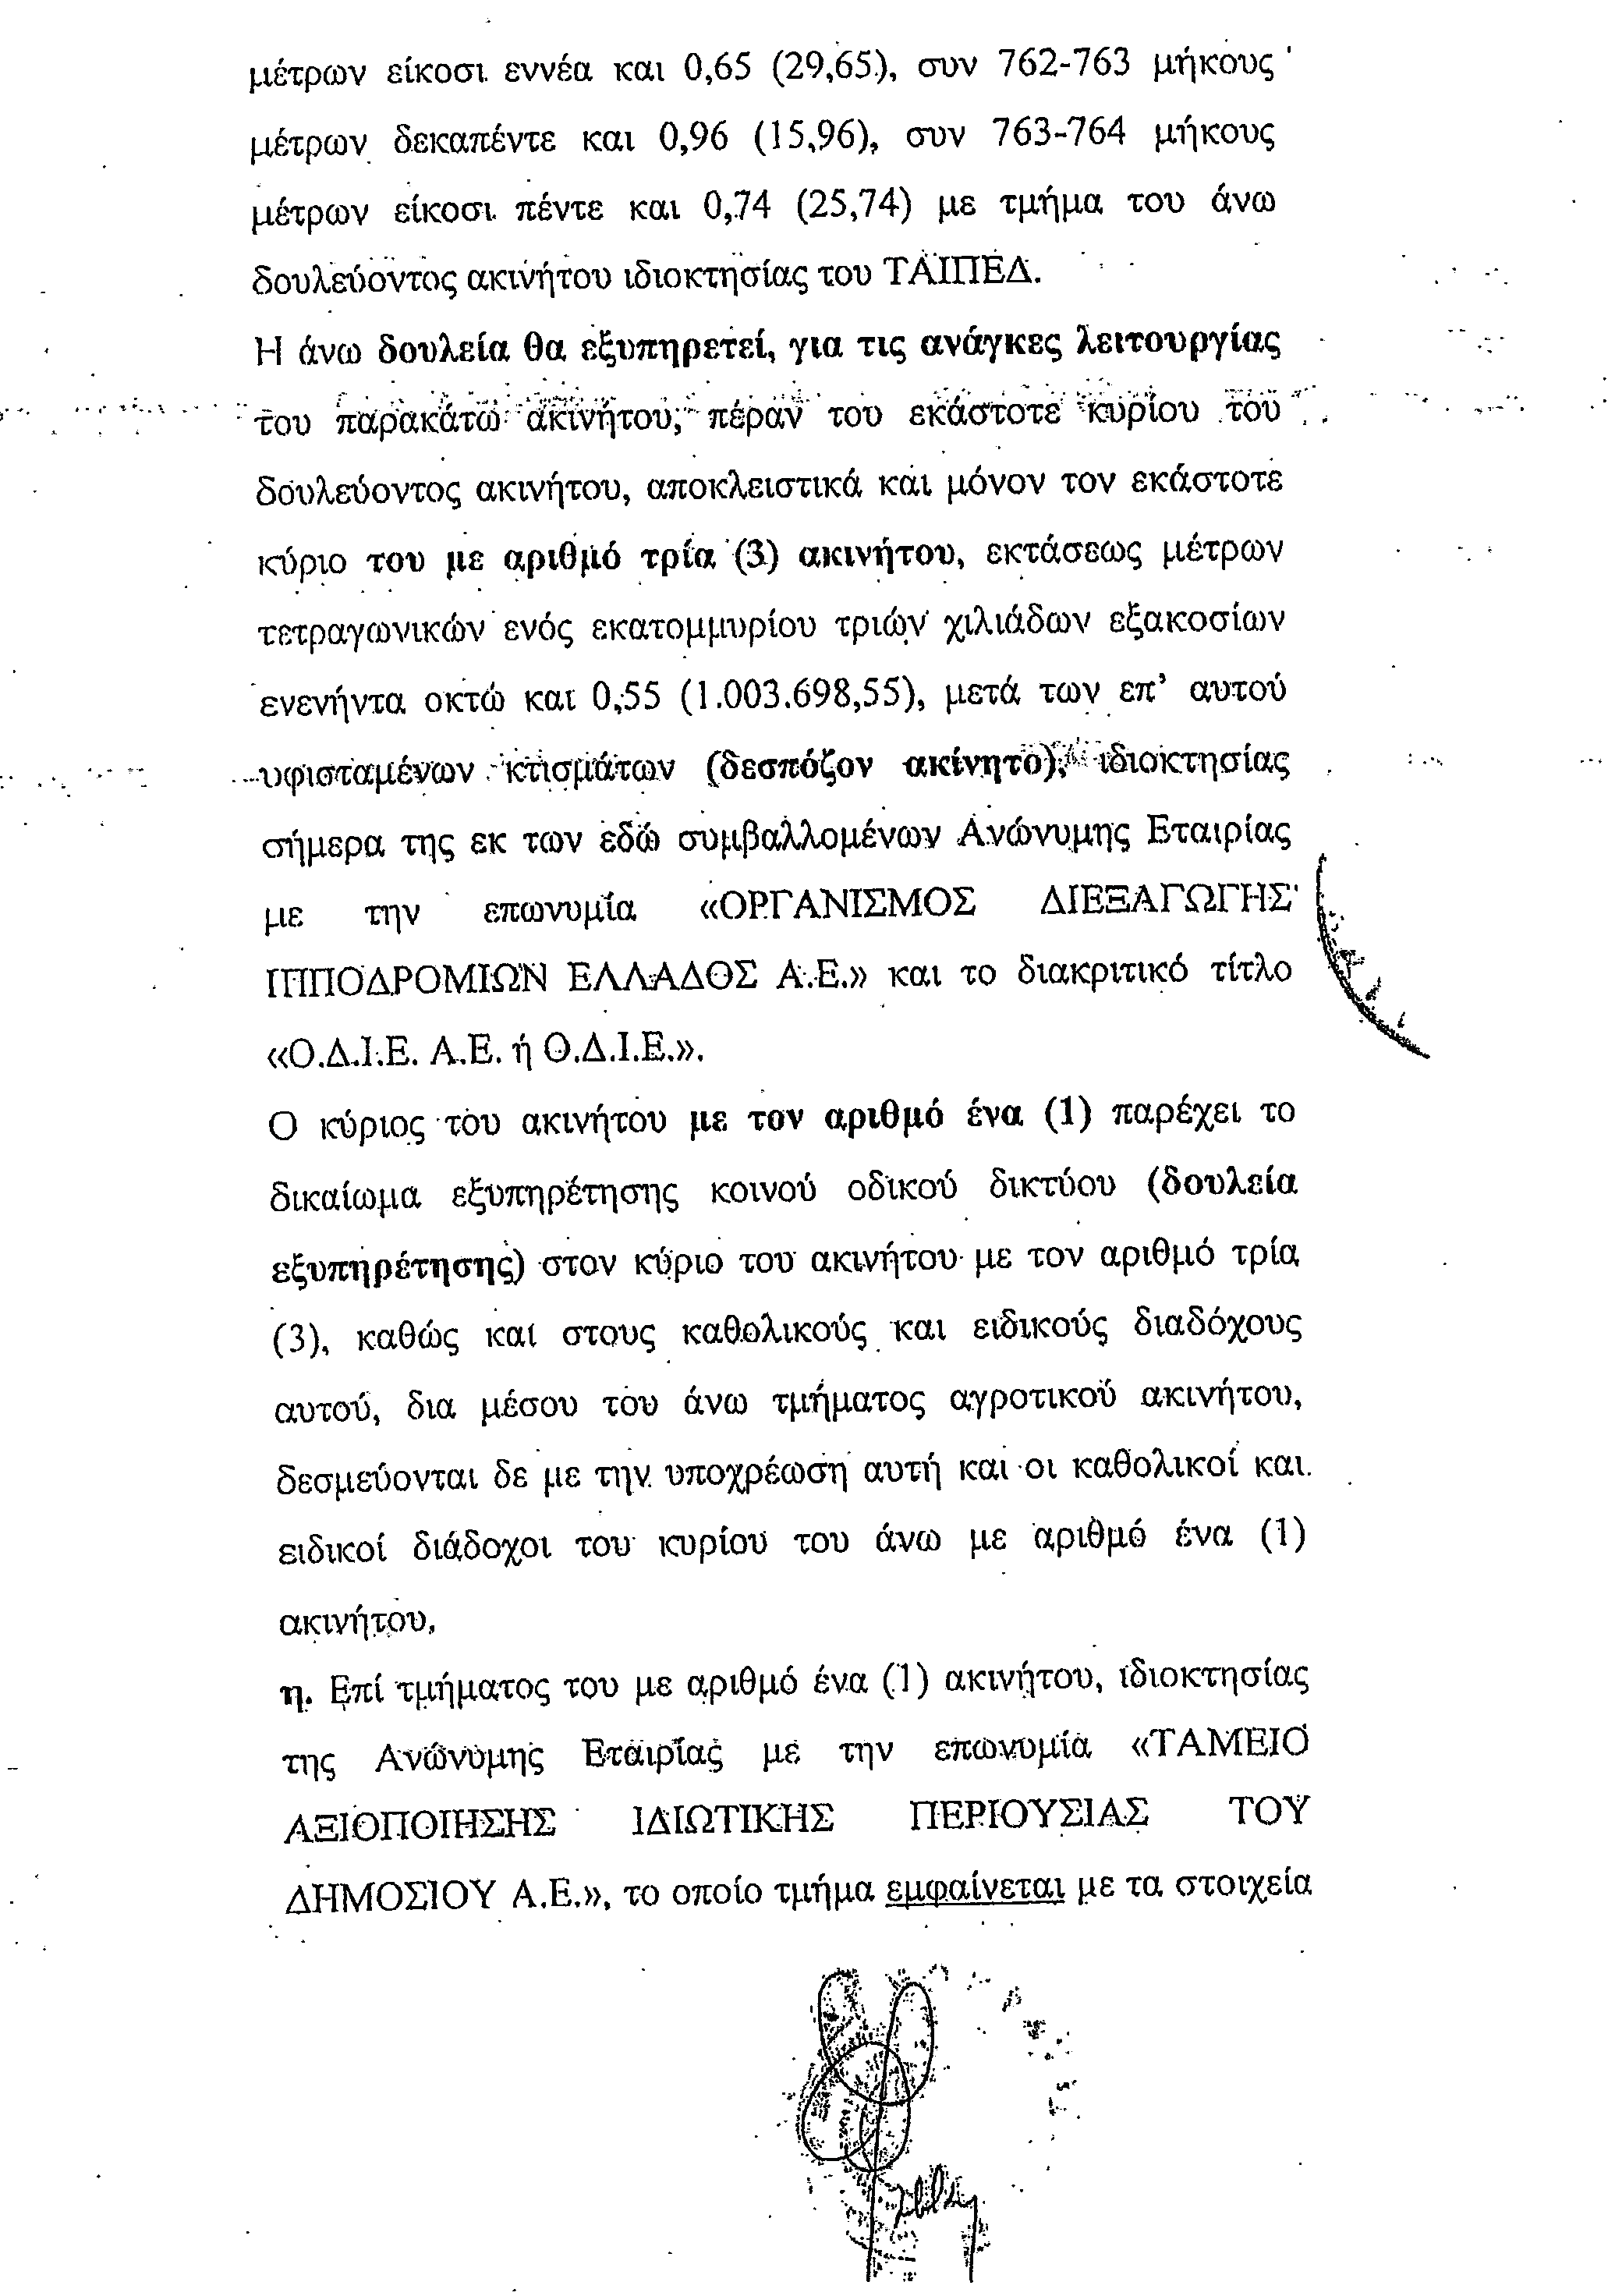 μέτρων είκοσι εννέα και 0,65 (29,65), συν 762-763 μήκους
μέτρων δεκαπέντε και 0,96 (15,96), συν 763-764 μήκους
μέτρων είκοσι πέντε και 0,74 (25,74) με τμήμα του άνω
δουλεύοντος ακινήτου ιδιοκτησίας του ΤΑΙΠΕΔ.
Η άνω δουλεία θα εξυπηρετεί, για τις ανάγκες λειτουργίας
του παρακάτω ακινήτου, πέραν του εκάστοτε κυρίου του
δουλεύοντος ακινήτου, αποκλειστικά και μόνον τον εκάστοτε
κύριο του με αριθμό τρία (3) ακινήτου, εκτάσεως μέτρων
τετραγωνικών ενός εκατομμυρίου τριών χιλιάδων εξακοσίων
ενενήντα οκτώ και 0,55 (1.003.698,55), μετά των επ’ αυτού
υφισταμένων κτισμάτων (δεσπόζον ακίνητο), ιδιοκτησίας
σήμερα της εκ των εδώ συμβαλλομένων Ανώνυμης Εταιρίας
με την επωνυμία «ΟΡΓΑΝΙΣΜΟΣ ΔΙΕΞΑΓΩΓΗΣ
ΙΠΠΟΔΡΟΜΙΩΝ ΕΛΛΑΔΟΣ Α.Ε.» και το διακριτικό τίτλο
«Ο.Δ.Ι.Ε. Α.Ε. ή Ο.Δ.Ι.Ε.».
Ο κύριος του ακινήτου με τον αριθμό ένα (1) παρέχει το
δικαίωμα εξυπηρέτησης κοινού οδικού δικτύου (δουλεία
εξυπηρέτησης) στον κύριο του ακινήτου με τον αριθμό τρία
(3), καθώς και στους καθολικούς και ειδικούς διαδόχους
αυτού, δια μέσου του άνω τμήματος αγροτικού ακινήτου,
δεσμεύονται δε με την υποχρέωση αυτή και οι καθολικοί και
ειδικοί διάδοχοι του κυρίου του άνω με αριθμό ένα (1)
ακινήτου,
η. Επί τμήματος του με αριθμό ένα (1) ακινήτου, ιδιοκτησίας
της Ανώνυμης Εταιρίας με την επωνυμία «ΤΑΜΕΙΟ
ΑΞΙΟΠΟΙΗΣΗΣ ΙΔΙΩΤΙΚΗΣ ΠΕΡΙΟΥΣΙΑΣ ΤΟΥ
ΔΗΜΟΣΙΟΥ Α.Ε.», το οποίο τμήμα εμφαίνεται με τα στοιχεία